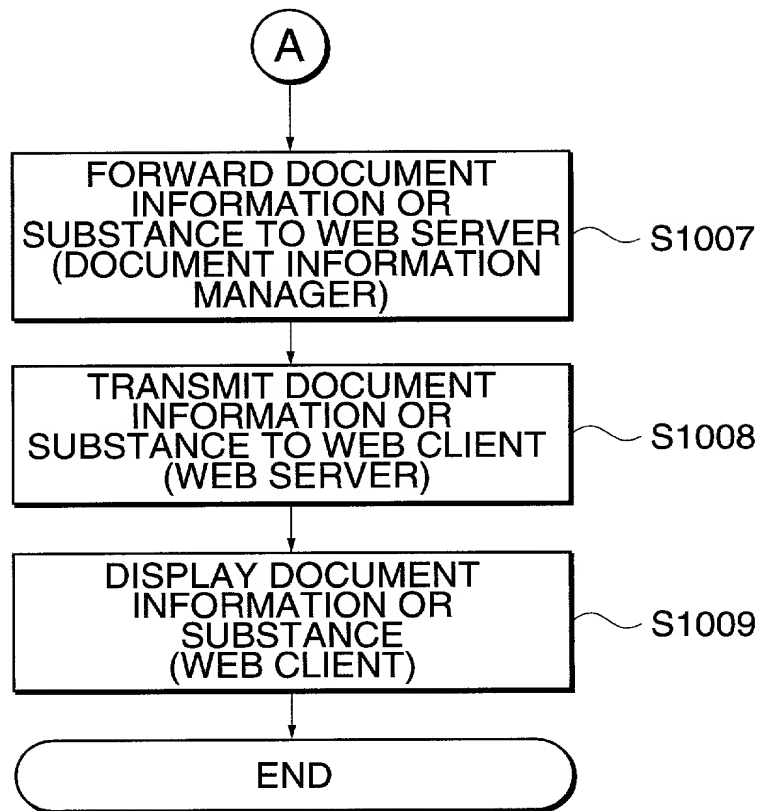 A
FORWARD DOCUMENT
INFORMATION OR
SUBSTANCE TO WEB SERVER
(DOCUMENT INFORMATION
MANAGER)
S1007
TRANSMIT DOCUMENT
INFORMATION OR
SUBSTANCE TO WEB CLIENT
(WEB SERVER)
S1008
DISPLAY DOCUMENT
INFORMATION OR
SUBSTANCE
(WEB CLIENT)
S1009
END